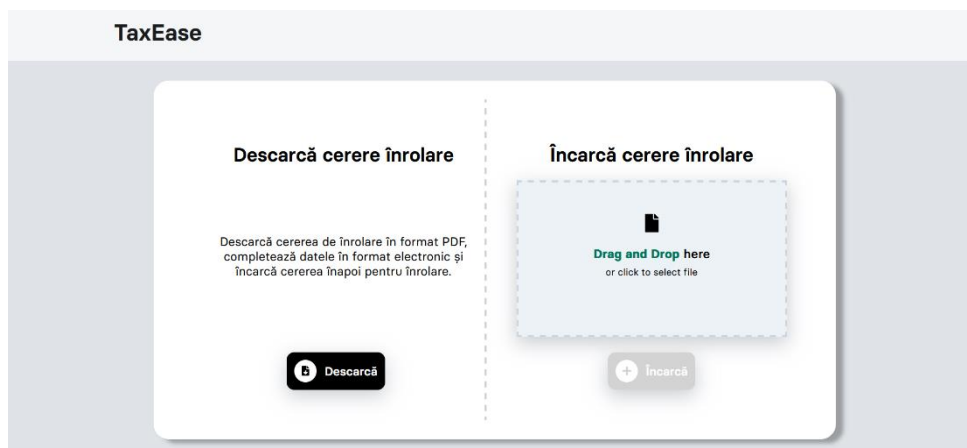 TaxEase
Descarcă cerere înrolare
Descarcă cererea de înrolare în format PDF,
completează datele în format electronic și
încarcă cererea înapoi pentru înrolare.
Descarcă
Încarcă cerere înrolare
Drag and Drop here
or click to select file
Încarcă